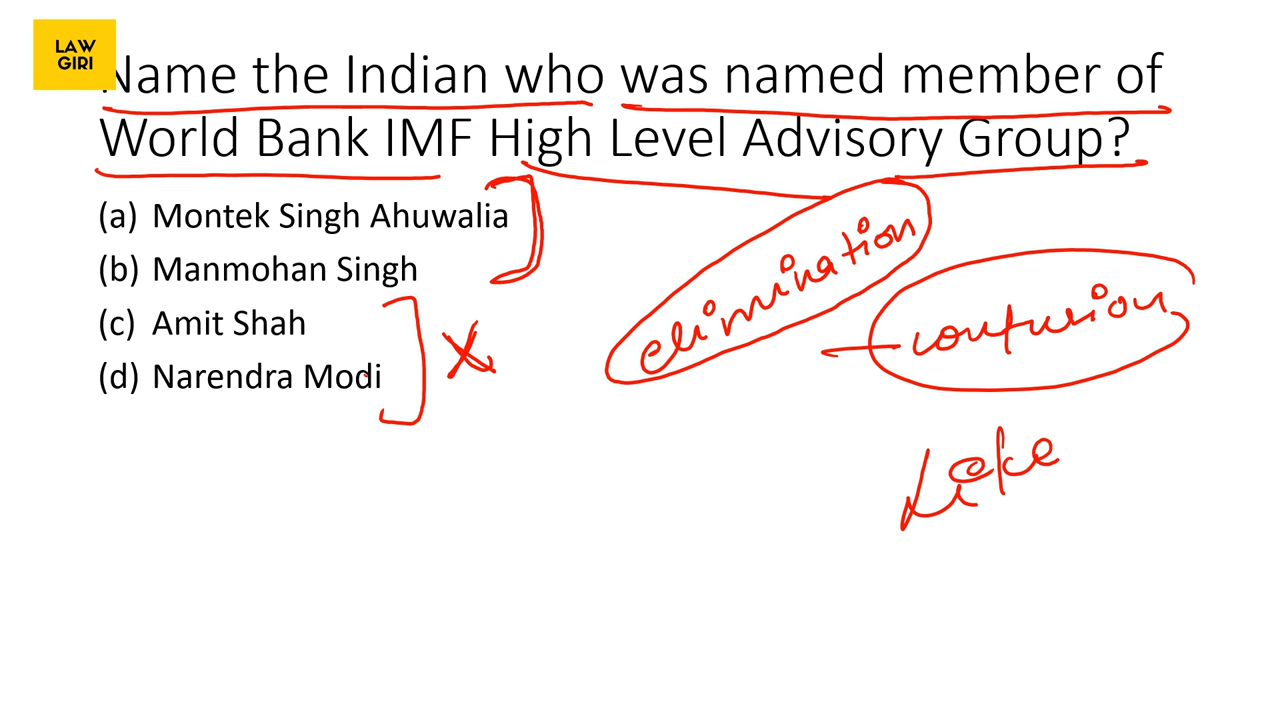 LAW
GIRI
Name the Indian who was named member of
World Bank IMF High Level Advisory Group?
(a) Montek Singh Ahuwalia
(b) Manmohan Singh
(c) Amit Shah
(d) Narendra Modi
elimination
confusion